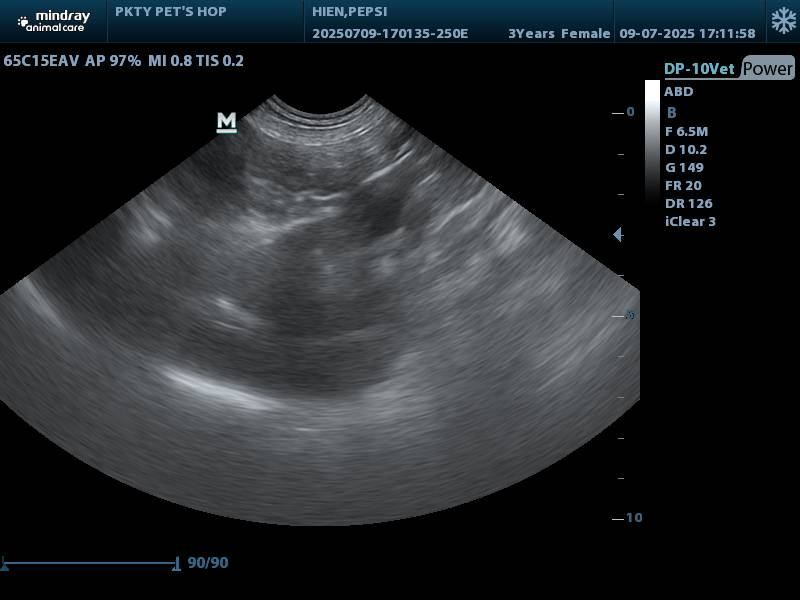 mindray
animalcare
PKTY PET'S HOP
HIEN,PEPSI
20250709-170135-250E 3Years Female 09-07-2025 17:11:58
65C15EAV AP 97% MI 0.8 TIS 0.2
DP-10Vet Power
ABD
B
F 6.5M
D 10.2
G 149
FR 20
DR 126
iClear 3
M
0
5
10
90/90